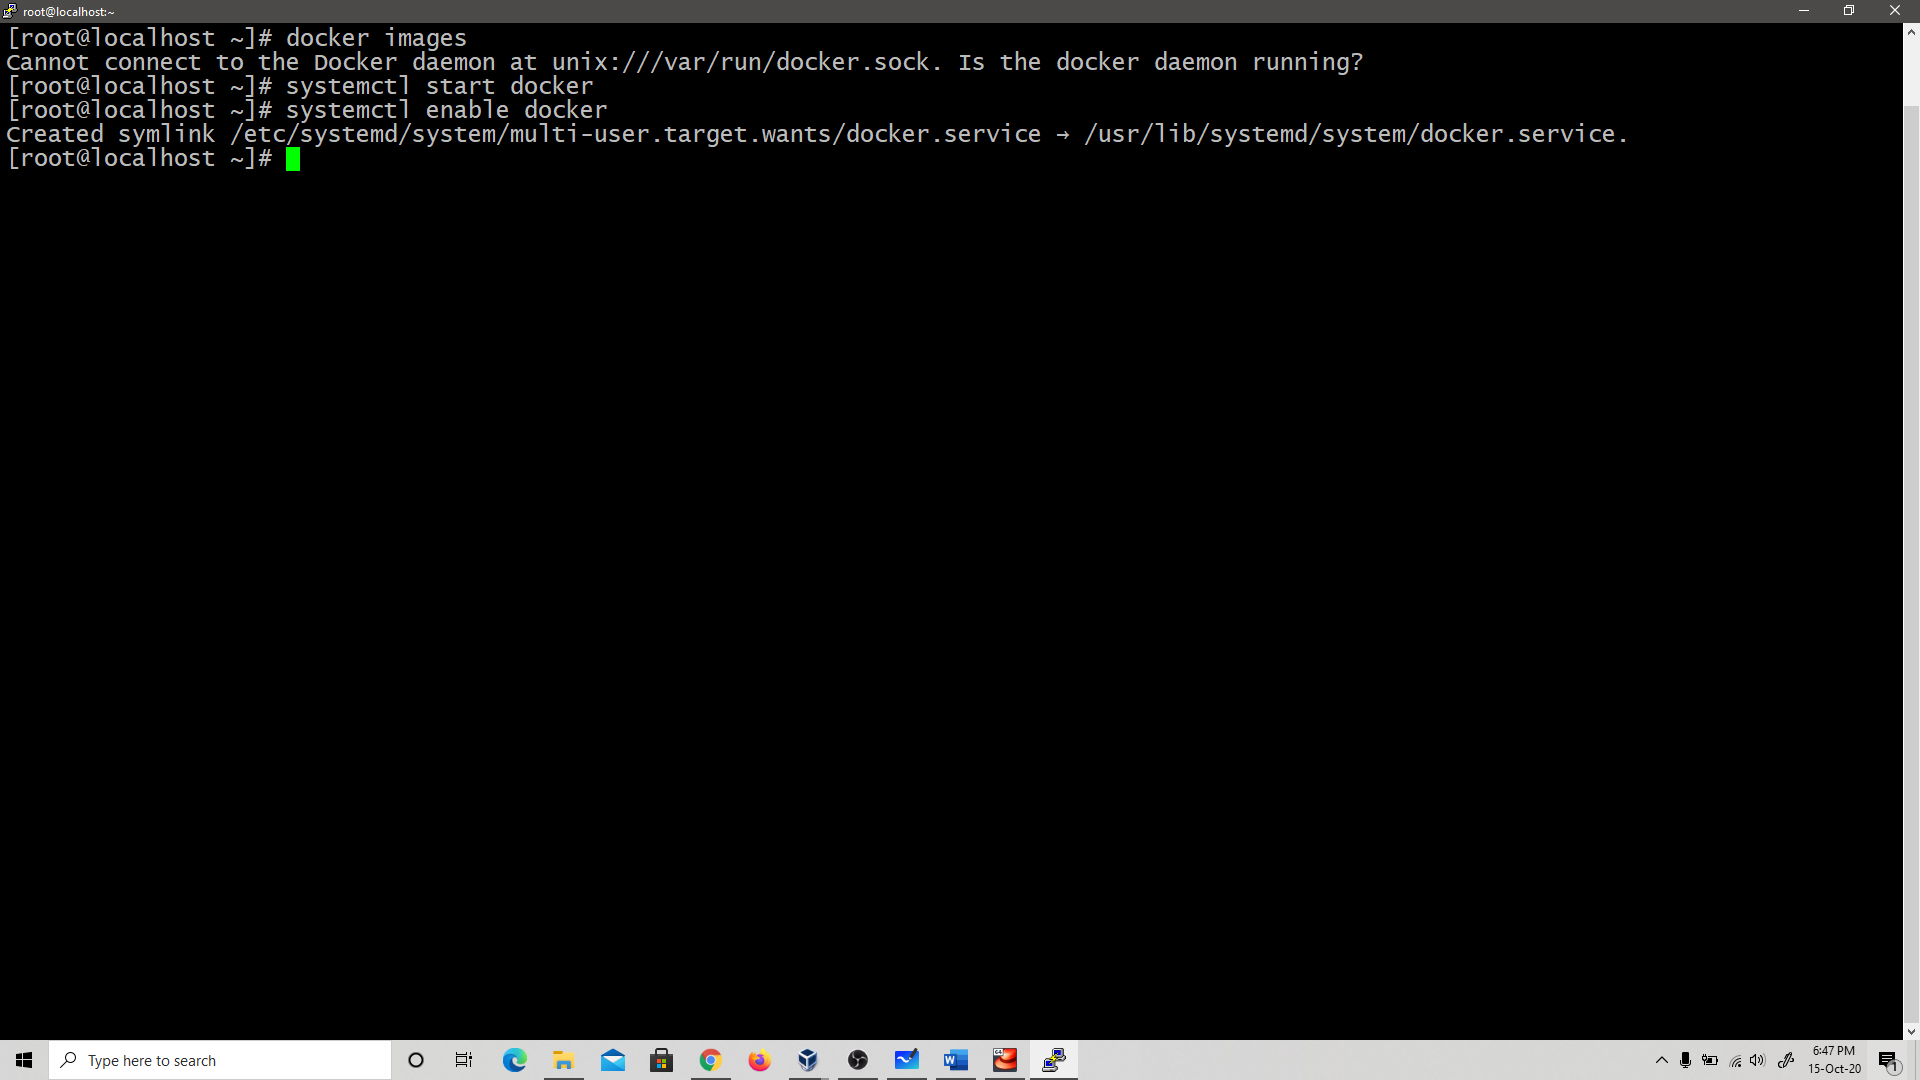 root@localhost:~
[root@localhost ~]# docker images
Cannot connect to the Docker daemon at unix:///var/run/docker.sock. Is the docker daemon running?
[root@localhost ~]# systemctl start docker
[root@localhost ~]# systemctl enable docker
Created symlink /etc/systemd/system/multi-user.target.wants/docker.service → /usr/lib/systemd/system/docker.service.
[root@localhost ~]#
Type here to search
6:47 PM
15-Oct-20
1